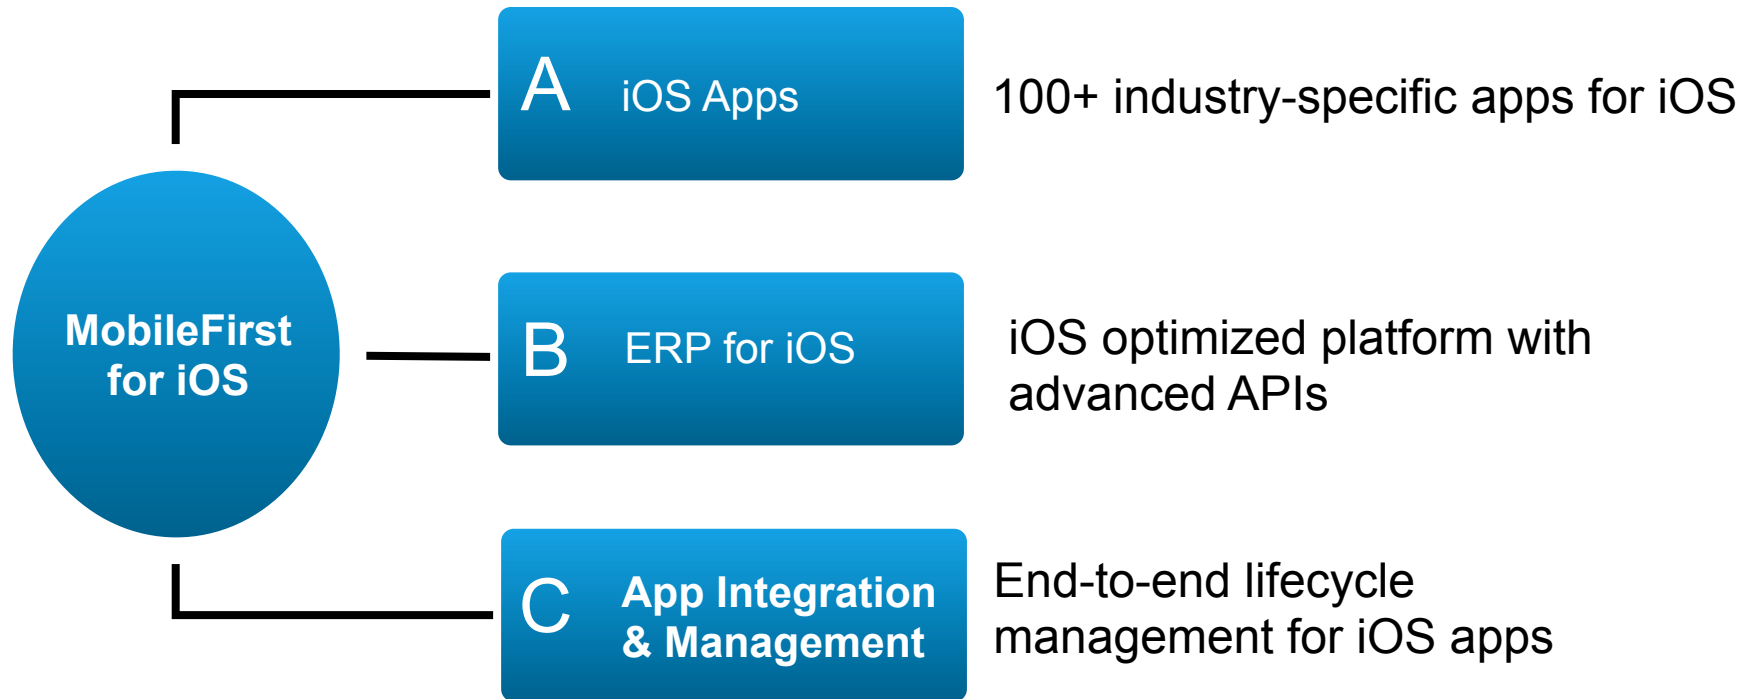 A iOS Apps
100+ industry-specific apps for iOS
MobileFirst
for iOS
B ERP for iOS
iOS optimized platform with
advanced APIs
C App Integration
& Management
End-to-end lifecycle
management for iOS apps